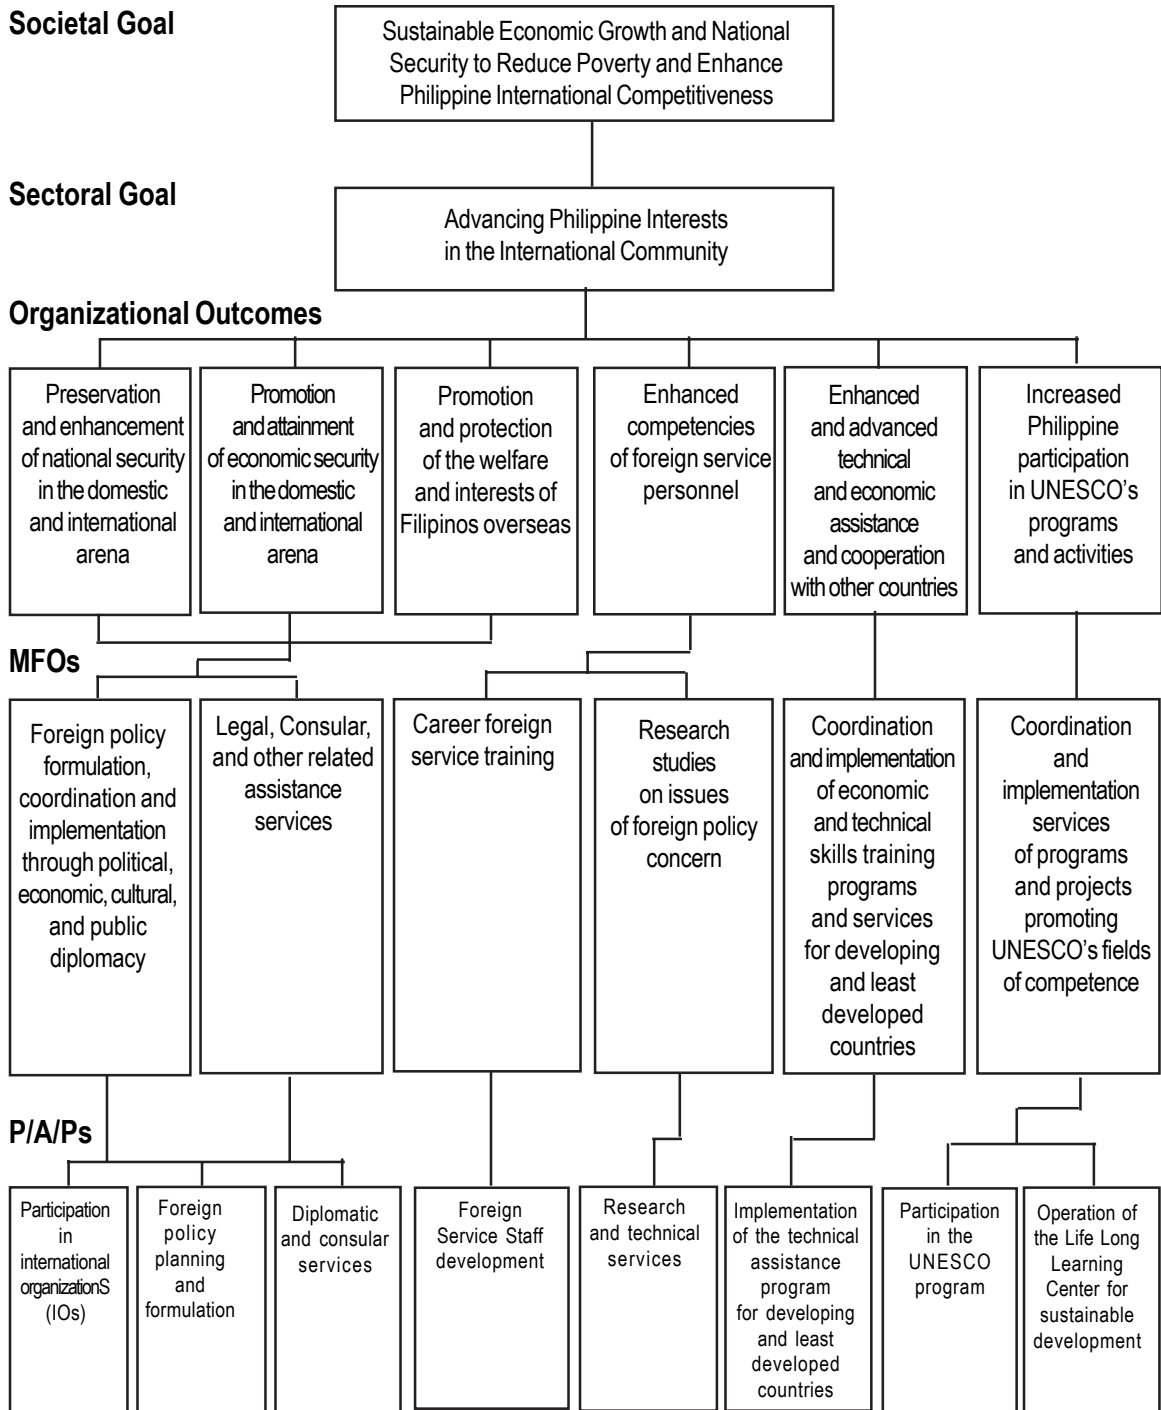 Societal Goal
Sustainable Economic Growth and National
Security to Reduce Poverty and Enhance
Philippine International Competitiveness
Sectoral Goal
Advancing Philippine Interests
in the International Community
Organizational Outcomes
Preservation
and enhancement
of national security
in the domestic
and international
arena
Promotion
and attainment
of economic security
in the domestic
and international
arena
Promotion
and protection
of the welfare
and interests of
Filipinos overseas
Enhanced
competencies
of foreign service
personnel
Enhanced
and advanced
technical
and economic
assistance
and cooperation
with other countries
Increased
Philippine
participation
in UNESCO's
programs
and activities
MFOs
Foreign policy
formulation,
coordination and
implementation
through political,
economic, cultural,
and public
diplomacy
Legal, Consular,
and other related
assistance
services
Career foreign
service training
Research
studies
on issues
of foreign policy
concern
Coordination
and implementation
of economic
and technical
skills training
programs
and services
for developing
and least
developed
countries
Coordination
and
implementation
services
of programs
and projects
promoting
UNESCO's fields
of competence
P/A/Ps
Participation
in
international
organizationS
(IOs)
Foreign
policy
planning
and
formulation
Diplomatic
and consular
services
Foreign
Service Staff
development
Research
and technical
services
Implementation
of the technical
assistance
program
for developing
and least
developed
countries
Participation
in the
UNESCO
program
Operation of
the Life Long
Learning
Center for
sustainable
development